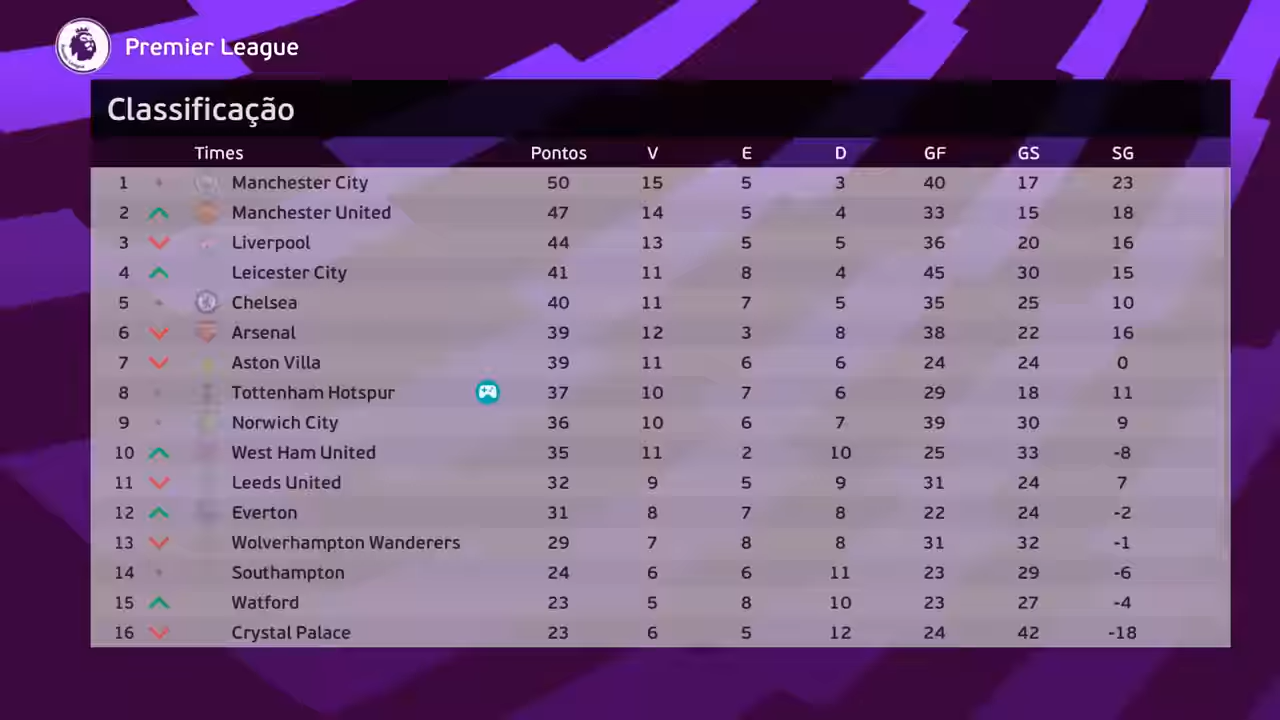 Premier League
Classificação
Times Pontos V E D GF GS SG
1 Manchester City 50 15 5 3 40 17 23
2 Manchester United 47 14 5 4 33 15 18
3 Liverpool 44 13 5 5 36 20 16
4 Leicester City 41 11 8 4 45 30 15
5 Chelsea 40 11 7 5 35 25 10
6 Arsenal 39 12 3 8 38 22 16
7 Aston Villa 39 11 6 6 24 24 0
8 Tottenham Hotspur 37 10 7 6 29 18 11
9 Norwich City 36 10 6 7 39 30 9
10 West Ham United 35 11 2 10 25 33 -8
11 Leeds United 32 9 5 9 31 24 7
12 Everton 31 8 7 8 22 24 -2
13 Wolverhampton Wanderers 29 7 8 8 31 32 -1
14 Southampton 24 6 6 11 23 29 -6
15 Watford 23 5 8 10 23 27 -4
16 Crystal Palace 23 6 5 12 24 42 -18